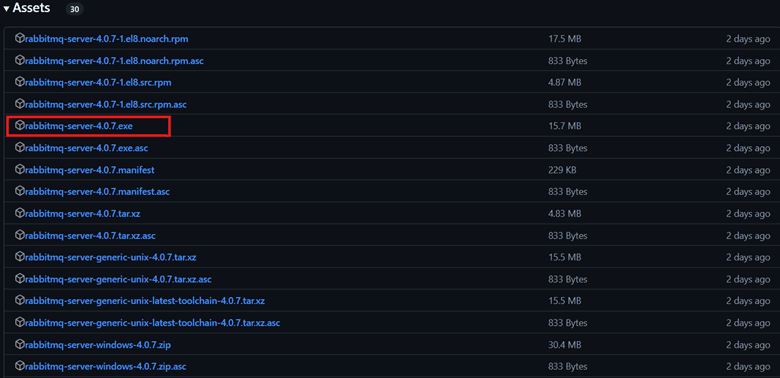 Assets 30
rabbitmq-server-4.0.7-1.el8.noarch.rpm 17.5 MB 2 days ago
rabbitmq-server-4.0.7-1.el8.noarch.rpm.asc 833 Bytes 2 days ago
rabbitmq-server-4.0.7-1.el8.src.rpm 4.87 MB 2 days ago
rabbitmq-server-4.0.7-1.el8.src.rpm.asc 833 Bytes 2 days ago
rabbitmq-server-4.0.7.exe 15.7 MB 2 days ago
rabbitmq-server-4.0.7.exe.asc 833 Bytes 2 days ago
rabbitmq-server-4.0.7.manifest 229 KB 2 days ago
rabbitmq-server-4.0.7.manifest.asc 833 Bytes 2 days ago
rabbitmq-server-4.0.7.tar.xz 4.83 MB 2 days ago
rabbitmq-server-4.0.7.tar.xz.asc 833 Bytes 2 days ago
rabbitmq-server-generic-unix-4.0.7.tar.xz 15.5 MB 2 days ago
rabbitmq-server-generic-unix-4.0.7.tar.xz.asc 833 Bytes 2 days ago
rabbitmq-server-generic-unix-latest-toolchain-4.0.7.tar.xz 15.5 MB 2 days ago
rabbitmq-server-generic-unix-latest-toolchain-4.0.7.tar.xz.asc 833 Bytes 2 days ago
rabbitmq-server-windows-4.0.7.zip 30.4 MB 2 days ago
rabbitmq-server-windows-4.0.7.zip.asc 833 Bytes 2 days ago